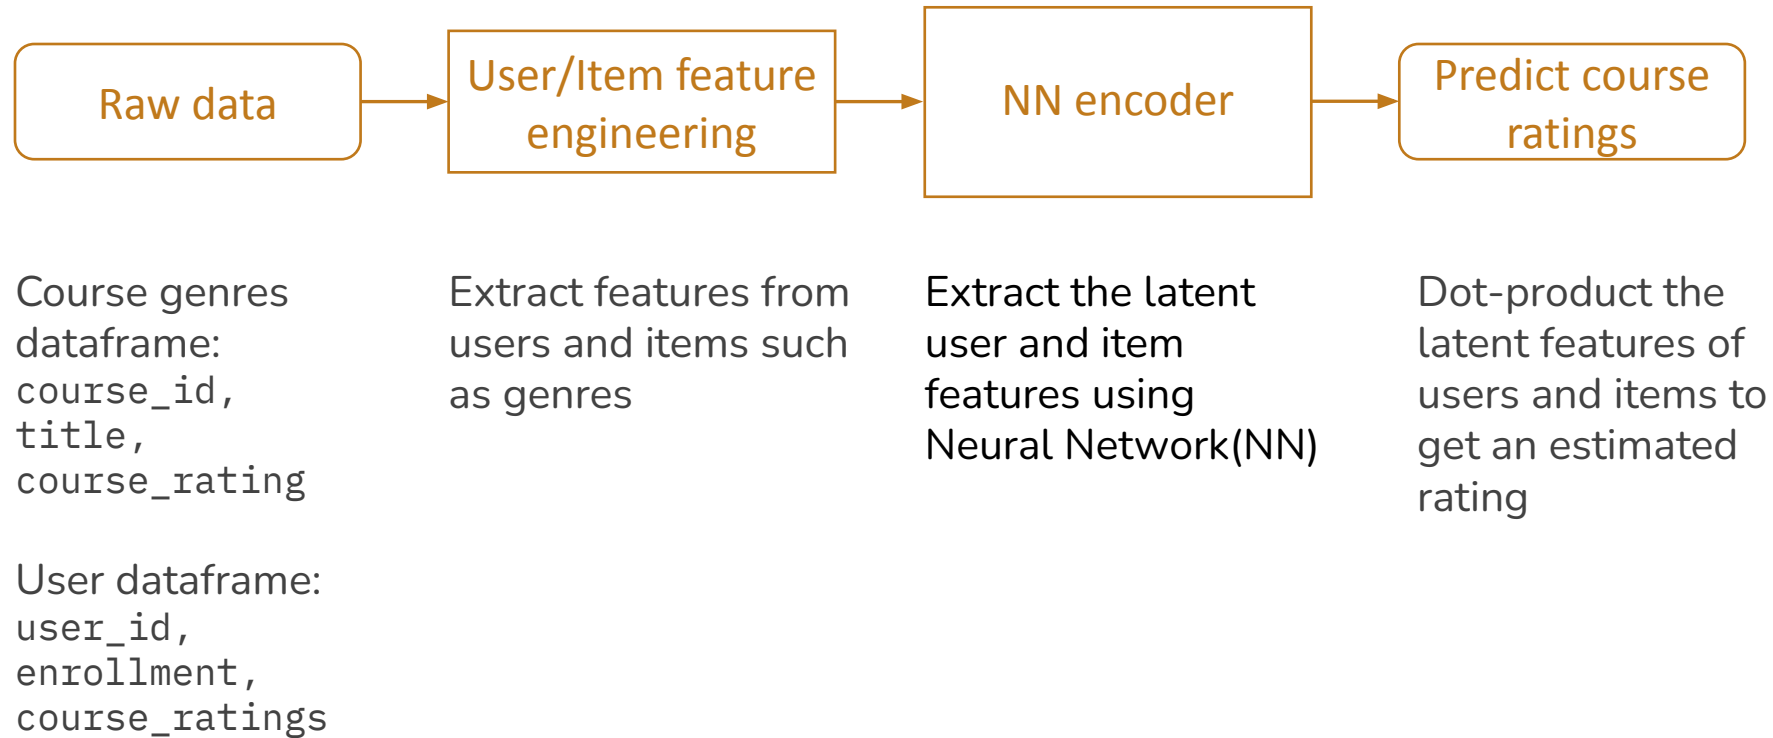 Raw data
User/Item feature
engineering
NN encoder
Predict course
ratings
Course genres
dataframe:
course_id,
title,
course_rating
User dataframe:
user_id,
enrollment,
course_ratings
Extract features from
users and items such
as genres
Extract the latent
user and item
features using
Neural Network(NN)
Dot-product the
latent features of
users and items to
get an estimated
rating